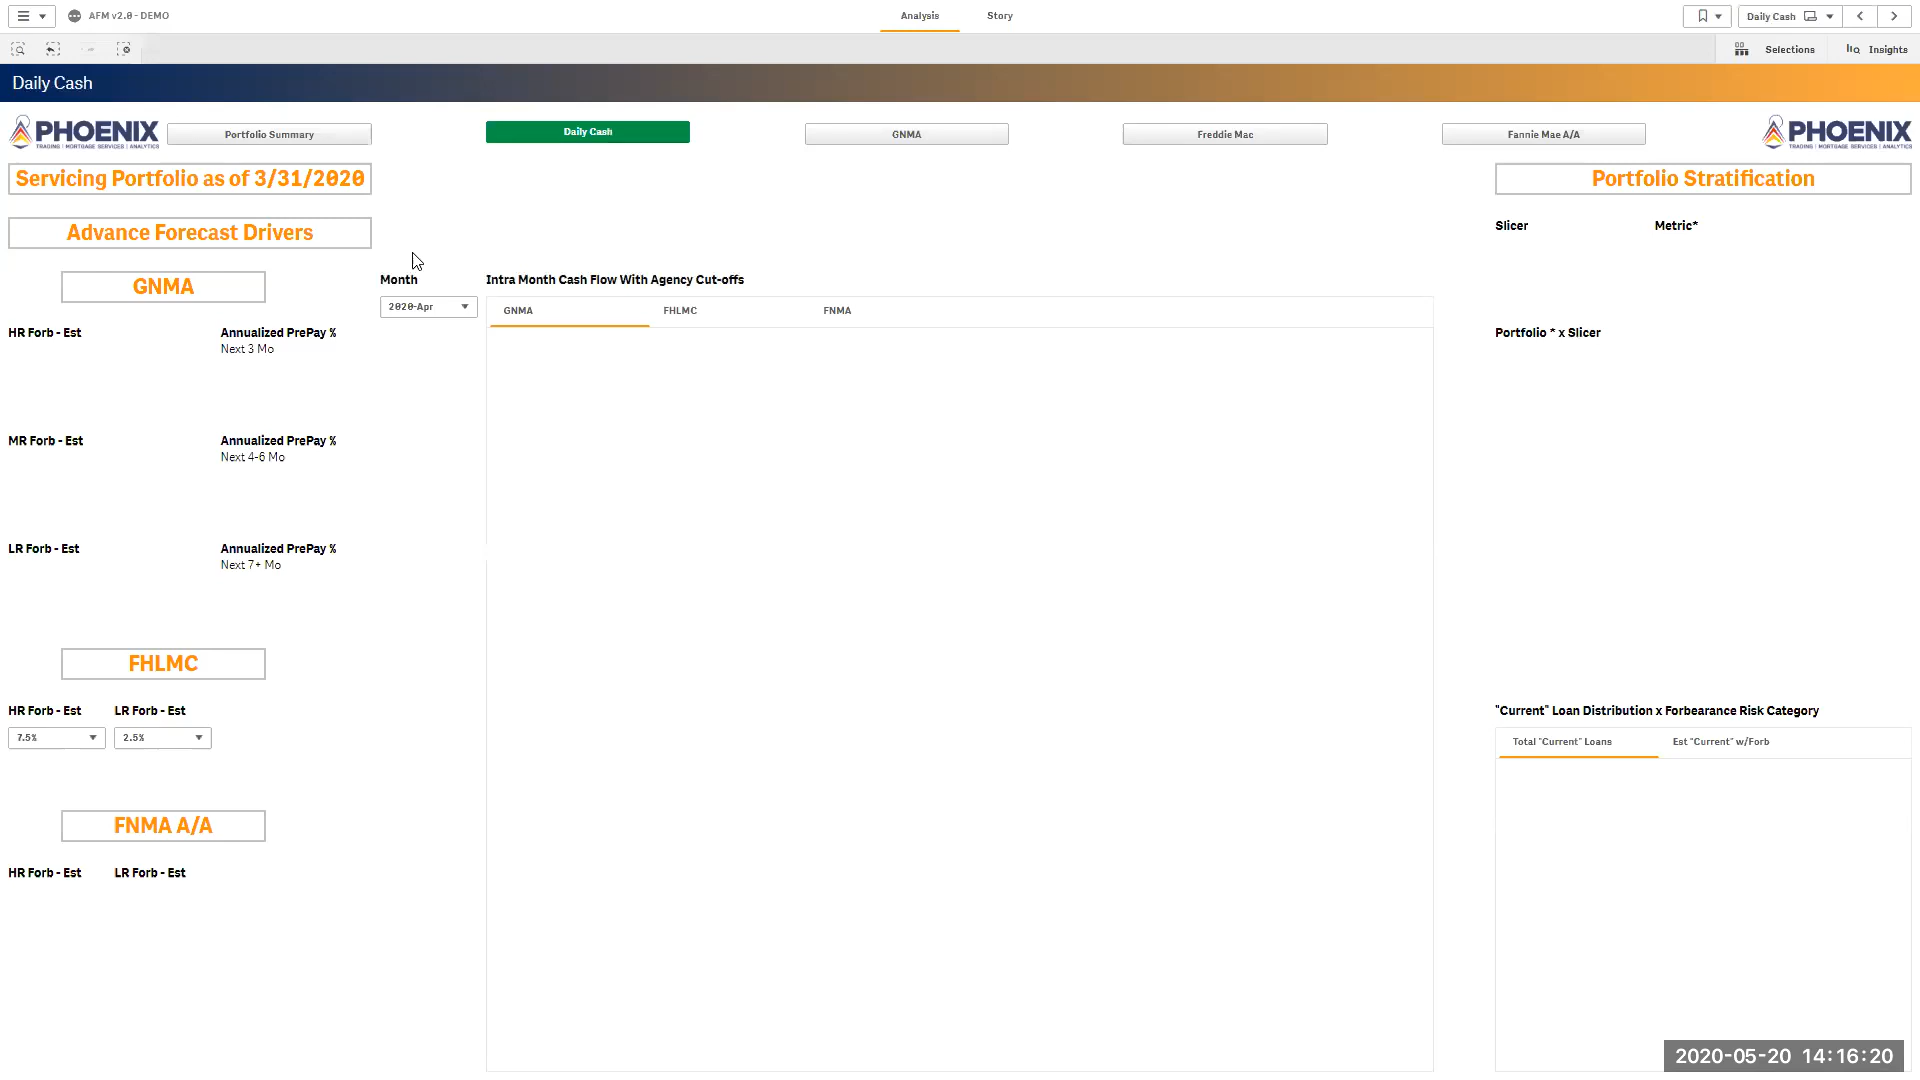 AFM v2.0 - DEMO
Analysis
Story
Daily Cash
Selections
Insights
Daily Cash
PHOENIX
TRADING | MORTGAGE SERVICES | ANALYTICS
Portfolio Summary
Daily Cash
GNMA
Freddie Mac
Fannie Mae A/A
PHOENIX
TRADING | MORTGAGE SERVICES | ANALYTICS
Servicing Portfolio as of 3/31/2020
Portfolio Stratification
Advance Forecast Drivers
Slicer
Metric*
GNMA
Month
2020-Apr
Intra Month Cash Flow With Agency Cut-offs
GNMA
FHLMC
FNMA
HR Forb - Est
Annualized PrePay %
Next 3 Mo
Portfolio * x Slicer
MR Forb - Est
Annualized PrePay %
Next 4-6 Mo
LR Forb - Est
Annualized PrePay %
Next 7+ Mo
FHLMC
HR Forb - Est
LR Forb - Est
7.5%
2.5%
"Current" Loan Distribution x Forbearance Risk Category
Total "Current" Loans
Est "Current" w/Forb
FNMA A/A
HR Forb - Est
LR Forb - Est
2020-05-20 14:16:20